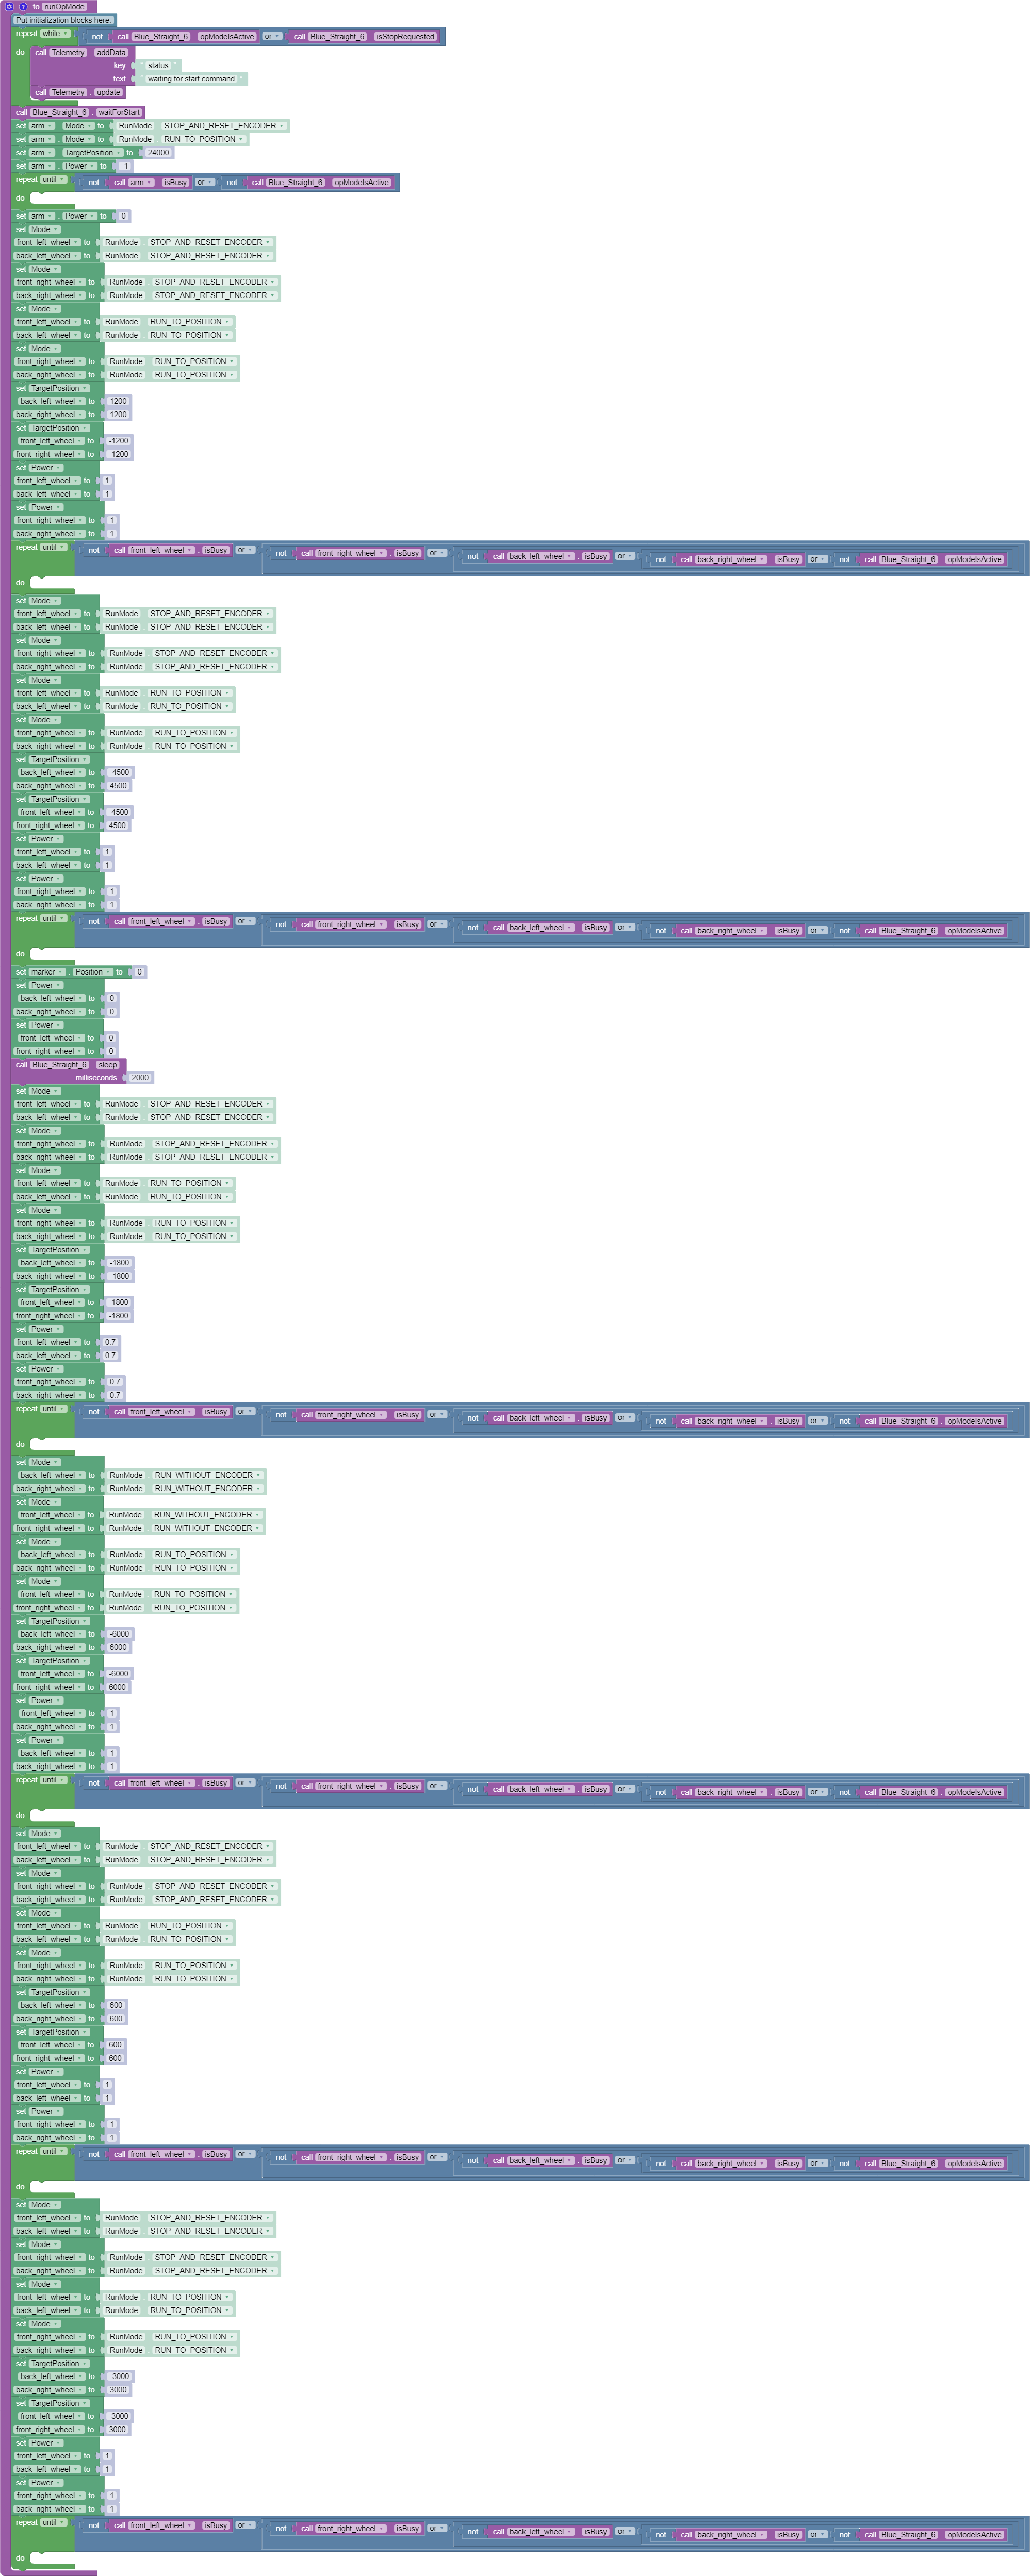 to runOpMode
Put initialization blocks here.
repeat while not call Blue_Straight_6 . opModeIsActive or call Blue_Straight_6 . isStopRequested
do call Telemetry . addData
key " status "
text " waiting for start command "
call Telemetry . update
call Blue_Straight_6 . waitForStart
set arm . Mode to RunMode . STOP_AND_RESET_ENCODER
set arm . Mode to RunMode . RUN_TO_POSITION
set arm . TargetPosition to 24000
set arm . Power to -1
repeat until not call arm . isBusy or not call Blue_Straight_6 . opModeIsActive
do
set arm . Power to 0
set Mode
front_left_wheel to RunMode . STOP_AND_RESET_ENCODER
back_left_wheel to RunMode . STOP_AND_RESET_ENCODER
set Mode
front_right_wheel to RunMode . STOP_AND_RESET_ENCODER
back_right_wheel to RunMode . STOP_AND_RESET_ENCODER
set Mode
front_left_wheel to RunMode . RUN_TO_POSITION
back_left_wheel to RunMode . RUN_TO_POSITION
set Mode
front_right_wheel to RunMode . RUN_TO_POSITION
back_right_wheel to RunMode . RUN_TO_POSITION
set TargetPosition
back_left_wheel to 1200
back_right_wheel to 1200
set TargetPosition
front_left_wheel to -1200
front_right_wheel to -1200
set Power
front_left_wheel to 1
back_left_wheel to 1
set Power
front_right_wheel to 1
back_right_wheel to 1
repeat until not call front_left_wheel . isBusy or not call front_right_wheel . isBusy or not call back_left_wheel . isBusy or not call back_right_wheel . isBusy or not call Blue_Straight_6 . opModeIsActive
do
set Mode
front_left_wheel to RunMode . STOP_AND_RESET_ENCODER
back_left_wheel to RunMode . STOP_AND_RESET_ENCODER
set Mode
front_right_wheel to RunMode . STOP_AND_RESET_ENCODER
back_right_wheel to RunMode . STOP_AND_RESET_ENCODER
set Mode
front_left_wheel to RunMode . RUN_TO_POSITION
back_left_wheel to RunMode . RUN_TO_POSITION
set Mode
front_right_wheel to RunMode . RUN_TO_POSITION
back_right_wheel to RunMode . RUN_TO_POSITION
set TargetPosition
back_left_wheel to -4500
back_right_wheel to 4500
set TargetPosition
front_left_wheel to -4500
front_right_wheel to 4500
set Power
front_left_wheel to 1
back_left_wheel to 1
set Power
front_right_wheel to 1
back_right_wheel to 1
repeat until not call front_left_wheel . isBusy or not call front_right_wheel . isBusy or not call back_left_wheel . isBusy or not call back_right_wheel . isBusy or not call Blue_Straight_6 . opModeIsActive
do
set marker . Position to 0
set Power
back_left_wheel to 0
back_right_wheel to 0
set Power
front_left_wheel to 0
front_right_wheel to 0
call Blue_Straight_6 . sleep
milliseconds 2000
set Mode
front_left_wheel to RunMode . STOP_AND_RESET_ENCODER
back_left_wheel to RunMode . STOP_AND_RESET_ENCODER
set Mode
front_right_wheel to RunMode . STOP_AND_RESET_ENCODER
back_right_wheel to RunMode . STOP_AND_RESET_ENCODER
set Mode
front_left_wheel to RunMode . RUN_TO_POSITION
back_left_wheel to RunMode . RUN_TO_POSITION
set Mode
front_right_wheel to RunMode . RUN_TO_POSITION
back_right_wheel to RunMode . RUN_TO_POSITION
set TargetPosition
back_left_wheel to -1800
back_right_wheel to -1800
set TargetPosition
front_left_wheel to -1800
front_right_wheel to -1800
set Power
front_left_wheel to 0.7
back_left_wheel to 0.7
set Power
front_right_wheel to 0.7
back_right_wheel to 0.7
repeat until not call front_left_wheel . isBusy or not call front_right_wheel . isBusy or not call back_left_wheel . isBusy or not call back_right_wheel . isBusy or not call Blue_Straight_6 . opModeIsActive
do
set Mode
back_left_wheel to RunMode . RUN_WITHOUT_ENCODER
back_right_wheel to RunMode . RUN_WITHOUT_ENCODER
set Mode
front_left_wheel to RunMode . RUN_WITHOUT_ENCODER
front_right_wheel to RunMode . RUN_WITHOUT_ENCODER
set Mode
back_left_wheel to RunMode . RUN_TO_POSITION
back_right_wheel to RunMode . RUN_TO_POSITION
set Mode
front_left_wheel to RunMode . RUN_TO_POSITION
front_right_wheel to RunMode . RUN_TO_POSITION
set TargetPosition
back_left_wheel to -6000
back_right_wheel to 6000
set TargetPosition
front_left_wheel to -6000
front_right_wheel to 6000
set Power
front_left_wheel to 1
back_right_wheel to 1
set Power
back_left_wheel to 1
back_right_wheel to 1
repeat until not call front_left_wheel . isBusy or not call front_right_wheel . isBusy or not call back_left_wheel . isBusy or not call back_right_wheel . isBusy or not call Blue_Straight_6 . opModeIsActive
do
set Mode
front_left_wheel to RunMode . STOP_AND_RESET_ENCODER
back_left_wheel to RunMode . STOP_AND_RESET_ENCODER
set Mode
front_right_wheel to RunMode . STOP_AND_RESET_ENCODER
back_right_wheel to RunMode . STOP_AND_RESET_ENCODER
set Mode
front_left_wheel to RunMode . RUN_TO_POSITION
back_left_wheel to RunMode . RUN_TO_POSITION
set Mode
front_right_wheel to RunMode . RUN_TO_POSITION
back_right_wheel to RunMode . RUN_TO_POSITION
set TargetPosition
back_left_wheel to 600
back_right_wheel to 600
set TargetPosition
front_left_wheel to 600
front_right_wheel to 600
set Power
front_left_wheel to 1
back_left_wheel to 1
set Power
front_right_wheel to 1
back_right_wheel to 1
repeat until not call front_left_wheel . isBusy or not call front_right_wheel . isBusy or not call back_left_wheel . isBusy or not call back_right_wheel . isBusy or not call Blue_Straight_6 . opModeIsActive
do
set Mode
front_left_wheel to RunMode . STOP_AND_RESET_ENCODER
back_left_wheel to RunMode . STOP_AND_RESET_ENCODER
set Mode
front_right_wheel to RunMode . STOP_AND_RESET_ENCODER
back_right_wheel to RunMode . STOP_AND_RESET_ENCODER
set Mode
front_left_wheel to RunMode . RUN_TO_POSITION
back_left_wheel to RunMode . RUN_TO_POSITION
set Mode
front_right_wheel to RunMode . RUN_TO_POSITION
back_right_wheel to RunMode . RUN_TO_POSITION
set TargetPosition
back_left_wheel to -3000
back_right_wheel to 3000
set TargetPosition
front_left_wheel to -3000
front_right_wheel to 3000
set Power
front_left_wheel to 1
back_left_wheel to 1
set Power
front_right_wheel to 1
back_right_wheel to 1
repeat until not call front_left_wheel . isBusy or not call front_right_wheel . isBusy or not call back_left_wheel . isBusy or not call back_right_wheel . isBusy or not call Blue_Straight_6 . opModeIsActive
do